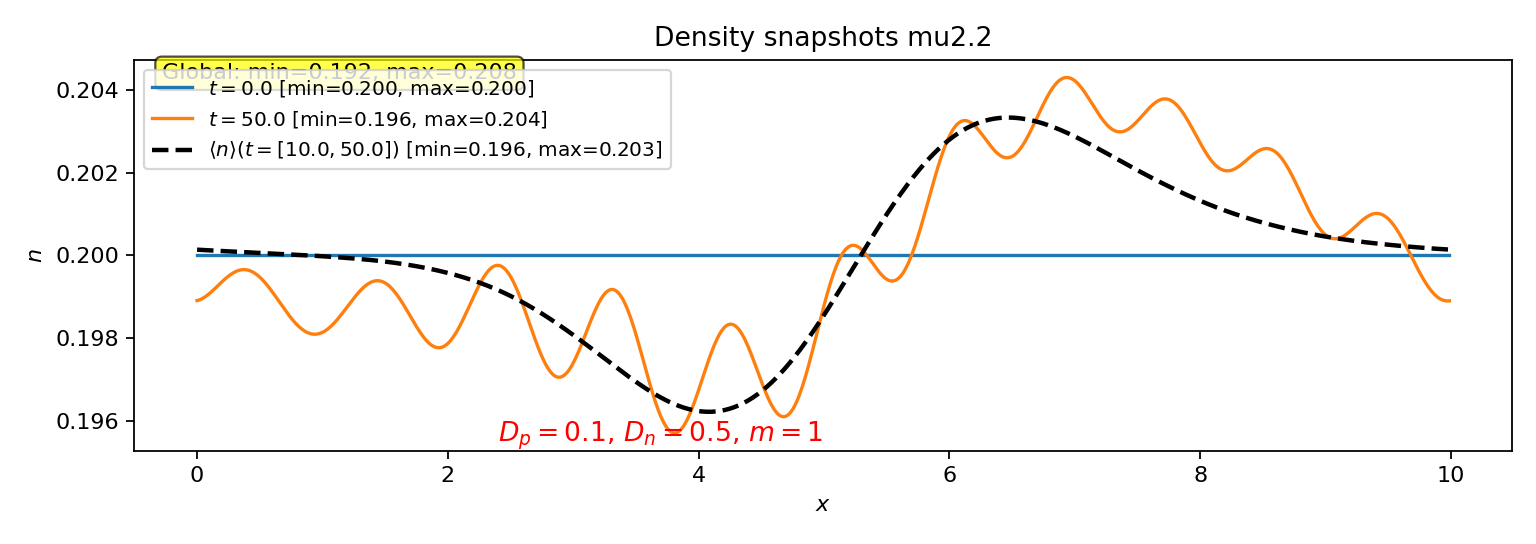 Density snapshots mu2.2
Global: min=0.192, max=0.208
t = 0.0 [min=0.200, max=0.200]
t = 50.0 [min=0.196, max=0.204]
⟨n⟩(t = [10.0, 50.0]) [min=0.196, max=0.203]
0.204
0.202
0.200
0.198
0.196
n
D_p = 0.1, D_n = 0.5, m = 1
0 2 4 6 8 10
x